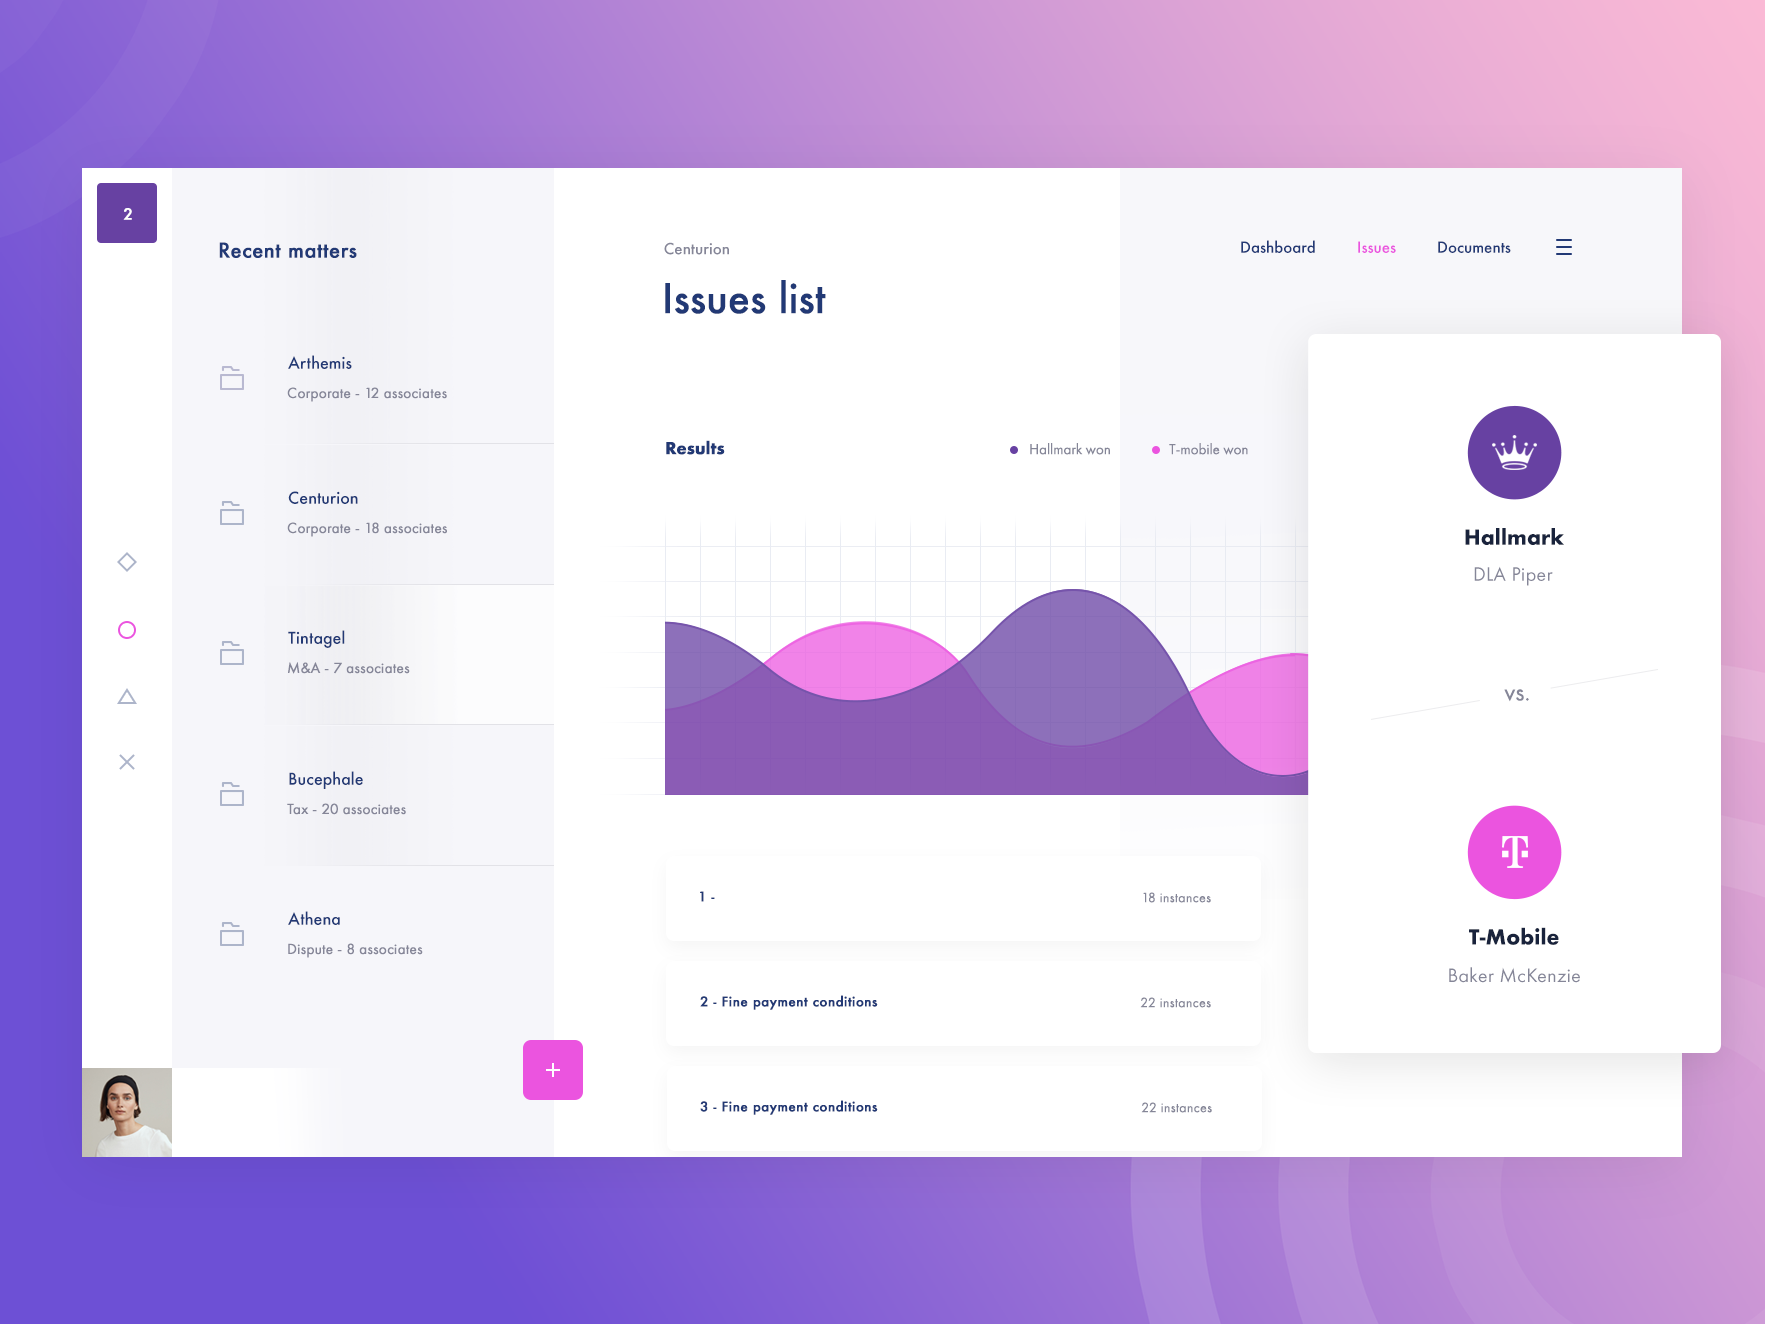 2
Recent matters
Arthemis
Corporate - 12 associates
Centurion
Corporate - 18 associates
Tintagel
M&A - 7 associates
Bucephale
Tax - 20 associates
Athena
Dispute - 8 associates
+
Centurion
Issues list
Dashboard Issues Documents
Results
Hallmark won T-mobile won
1 - 18 instances
2 - Fine payment conditions 22 instances
3 - Fine payment conditions 22 instances
Hallmark
DLA Piper
vs.
T
T-Mobile
Baker McKenzie